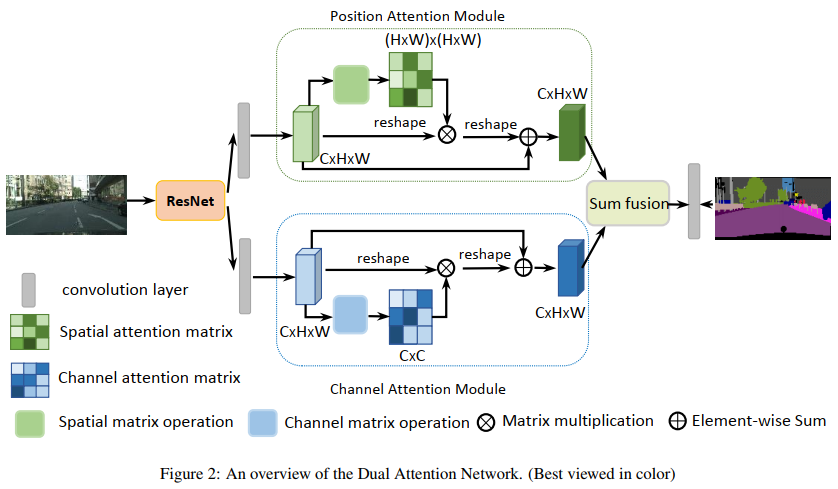 Position Attention Module
(HxW)x(HxW)
CxHxW
reshape
reshape
CxHxW
ResNet
Sum fusion
reshape
reshape
convolution layer
CxHxW
CxHxW
Spatial attention matrix
CxC
Channel attention matrix
Channel Attention Module
Spatial matrix operation
Channel matrix operation
Matrix multiplication
Element-wise Sum
Figure 2: An overview of the Dual Attention Network. (Best viewed in color)